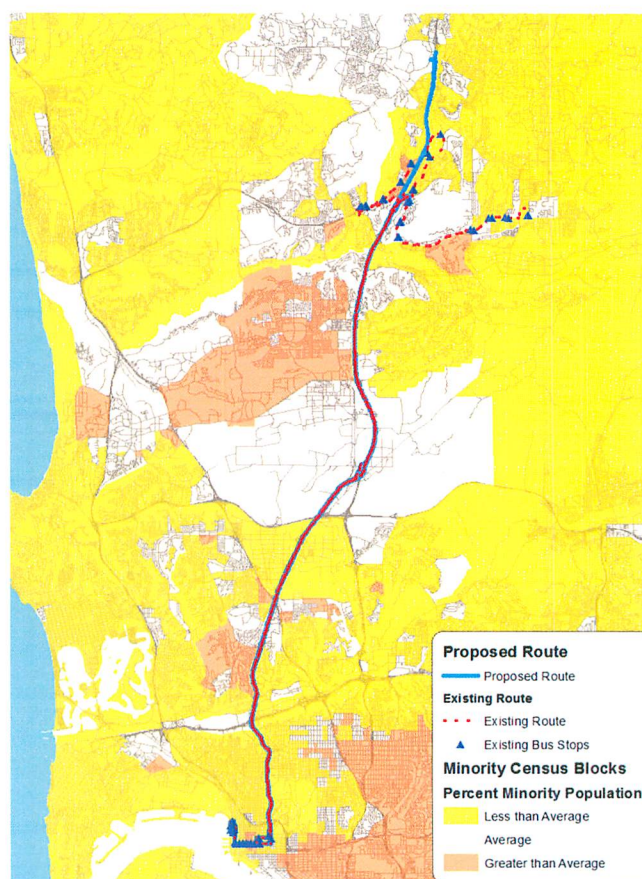 Proposed Route
Proposed Route
Existing Route
Existing Route
Existing Bus Stops
Minority Census Blocks
Percent Minority Population
Less than Average
Average
Greater than Average